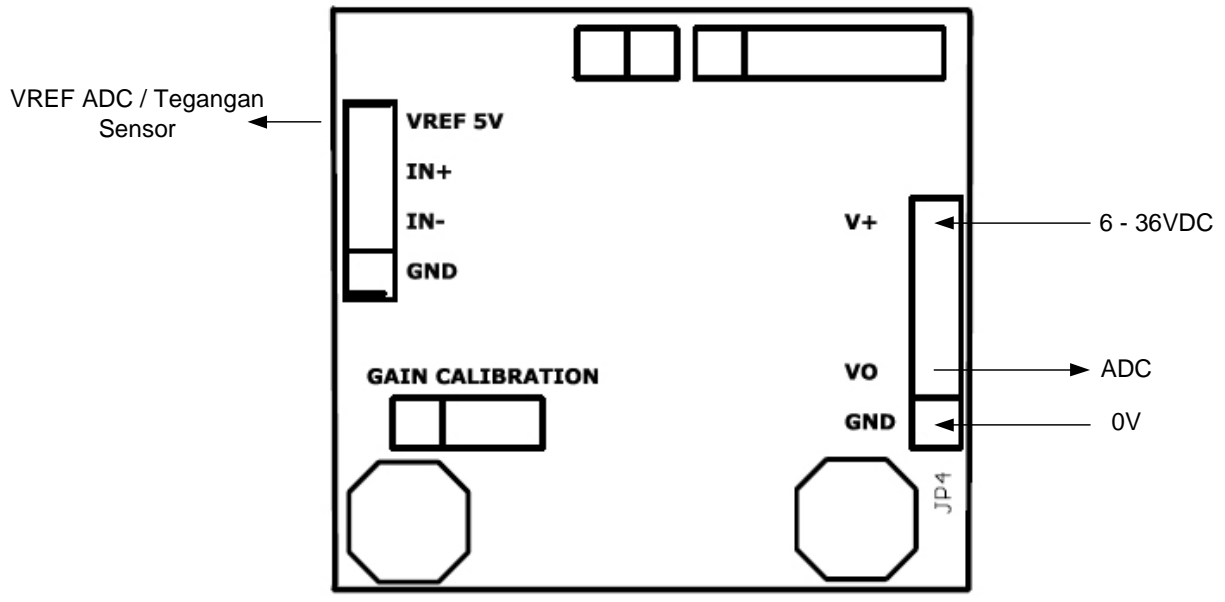 VREF ADC / Tegangan
Sensor
VREF 5V
IN+
IN-
GND
V+
6 - 36VDC
VO
ADC
GND
0V
GAIN CALIBRATION
JP4